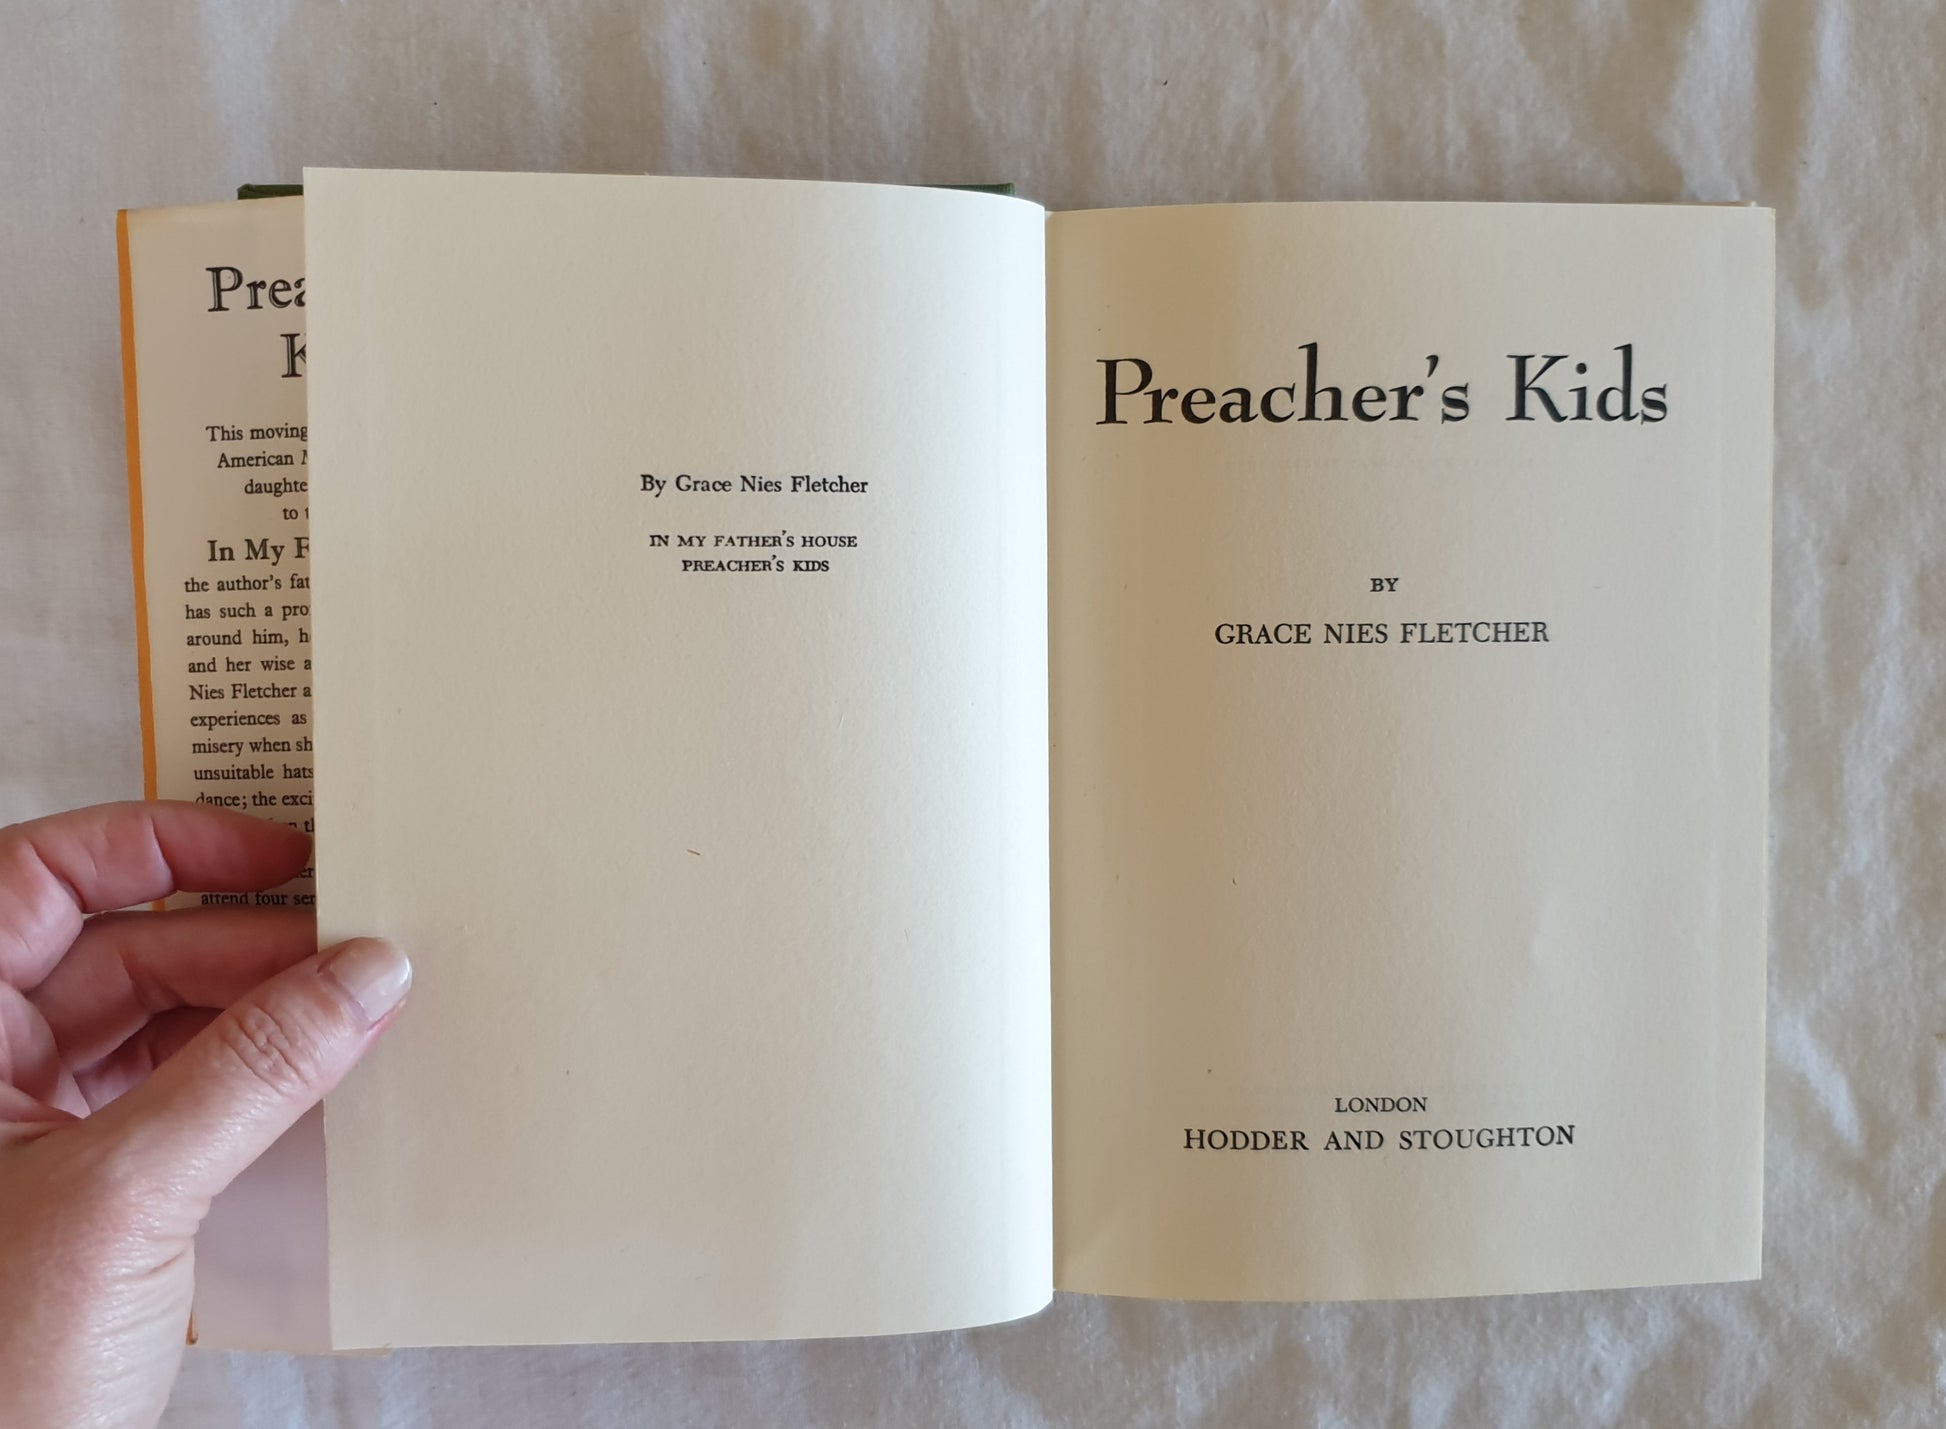 This moving
American
daughte
to
In My F
the author's fat
has such a pro
around him, h
and her wise a
Nies Fletcher a
experiences as
misery when sh
unsuitable hats
dance; the exci
attend four ser
By Grace Nies Fletcher
IN MY FATHER'S HOUSE
PREACHER'S KIDS
Preacher's Kids
BY
GRACE NIES FLETCHER
LONDON
HODDER AND STOUGHTON